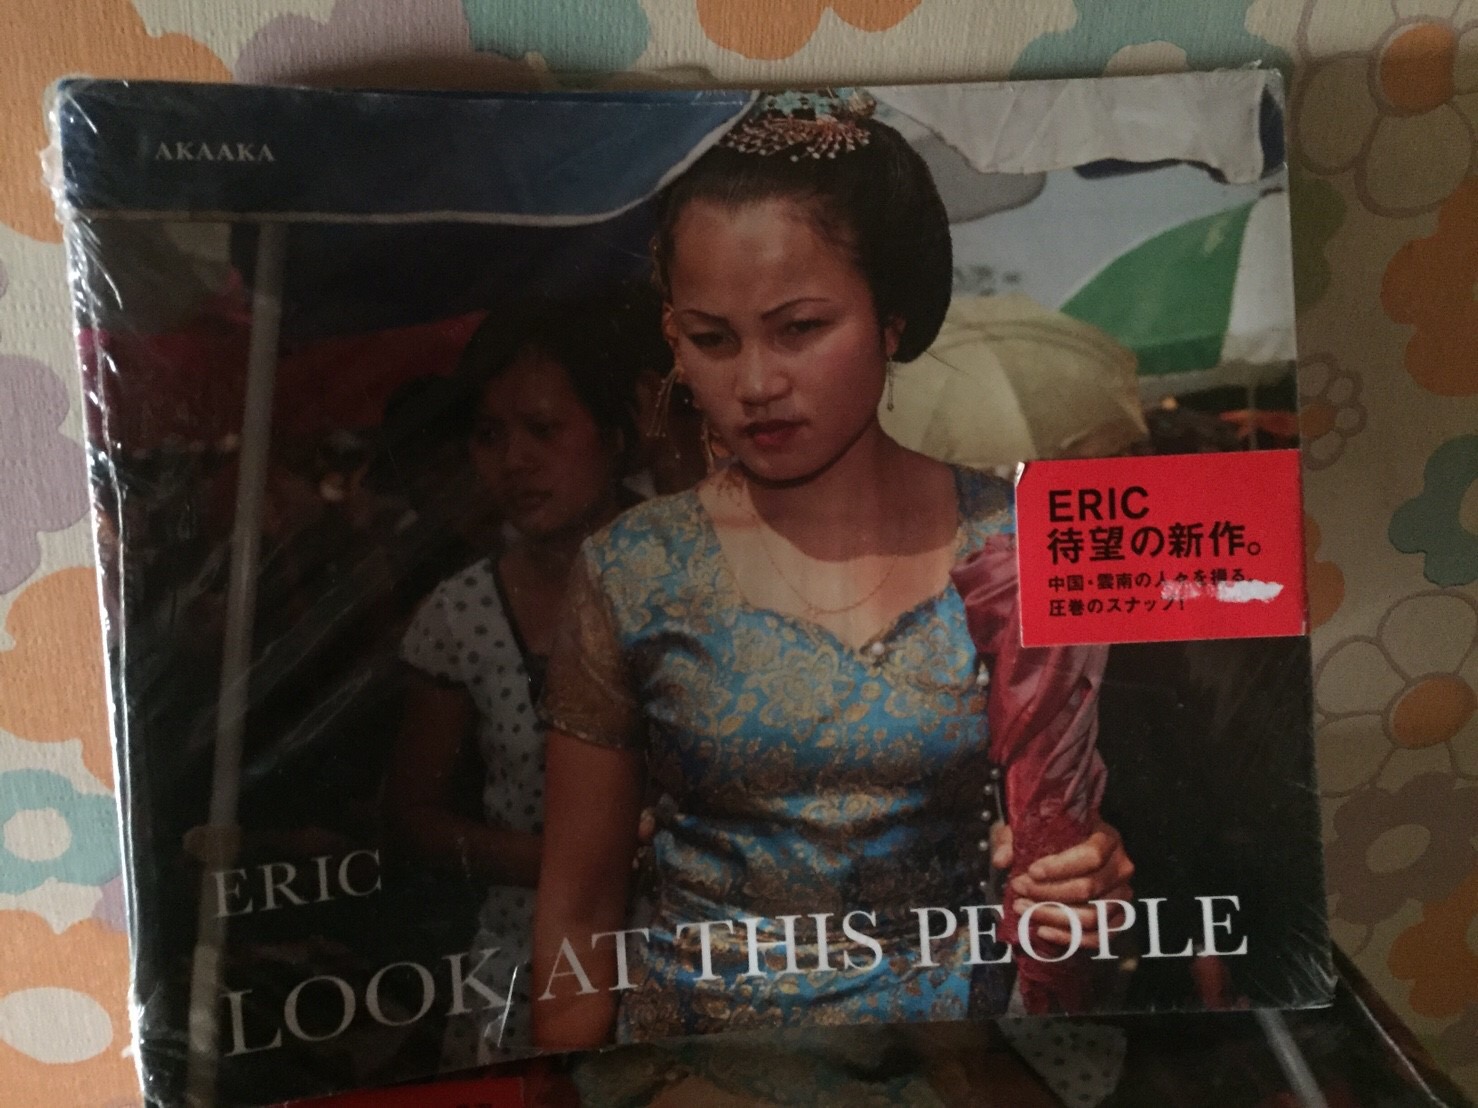 AKAAKA
ERIC
待望の新作。
中国・雲南の人々を撮る、
圧巻のスナップ!
ERIC
LOOK AT THIS PEOPLE